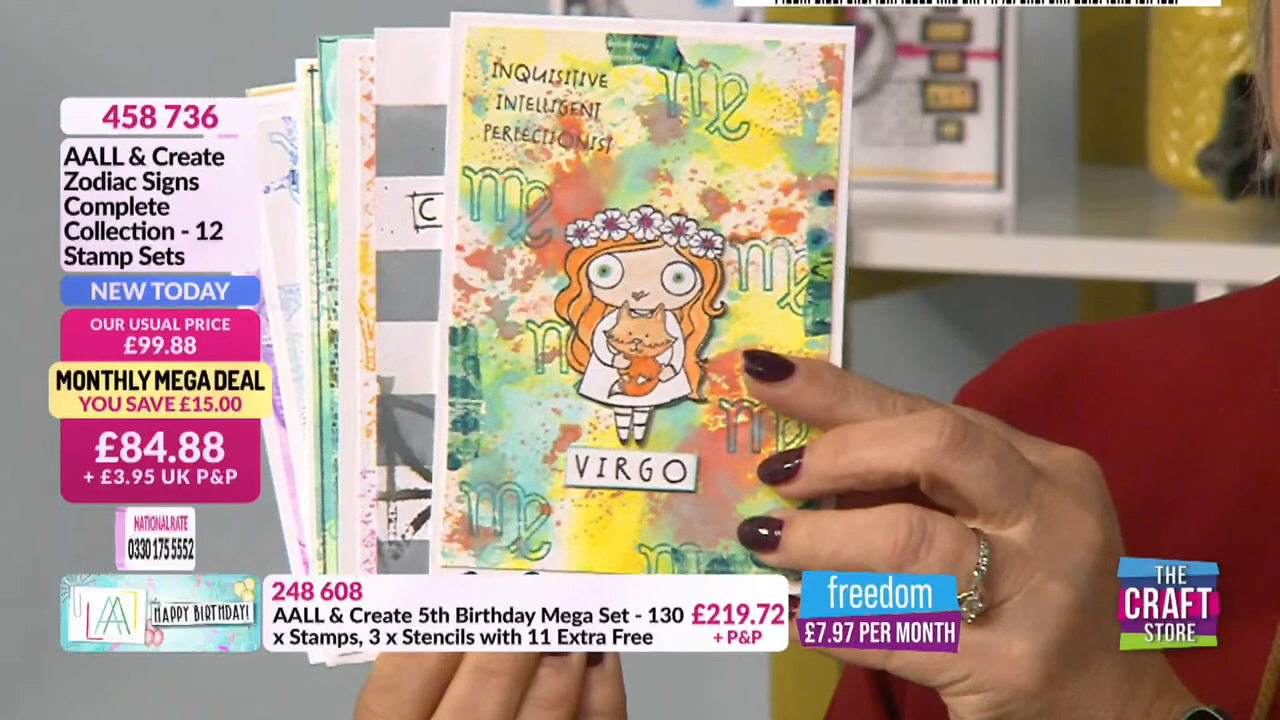 458 736
AALL & Create
Zodiac Signs
Complete
Collection - 12
Stamp Sets
NEW TODAY
OUR USUAL PRICE
£99.88
MONTHLY MEGA DEAL
YOU SAVE £15.00
£84.88
+ £3.95 UK P&P
NATIONAL RATE
0330 175 5552
INQUISITIVE
INTELLIGENT
PERFECTIONIST
C
VIRGO
HAPPY BIRTHDAY!
248 608
AALL & Create 5th Birthday Mega Set - 130
x Stamps, 3 x Stencils with 11 Extra Free
£219.72
+ P&P
freedom
£7.97 PER MONTH
THE
CRAFT
STORE